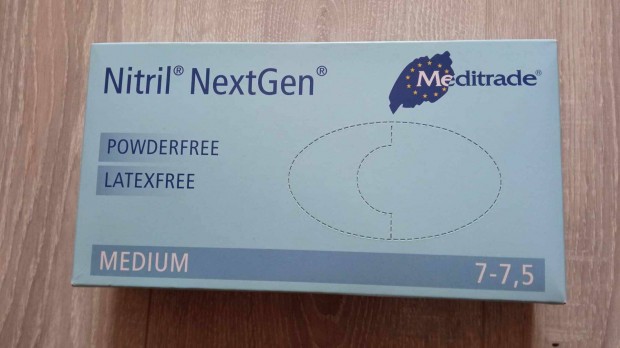 Nitril® NextGen®
Meditrade®
POWDERFREE
LATEXFREE
MEDIUM
7-7,5